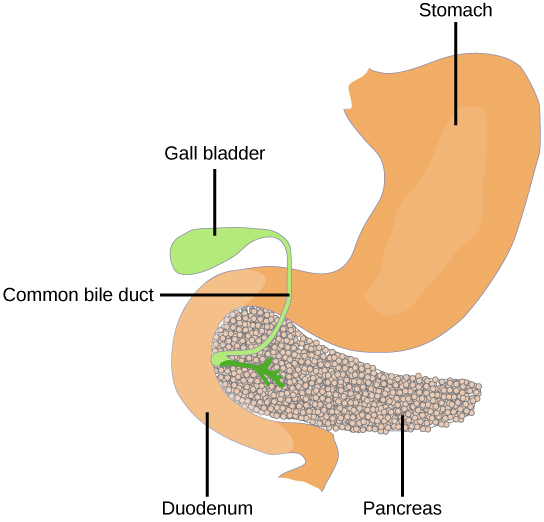 Stomach
Gall bladder
Common bile duct
Duodenum
Pancreas